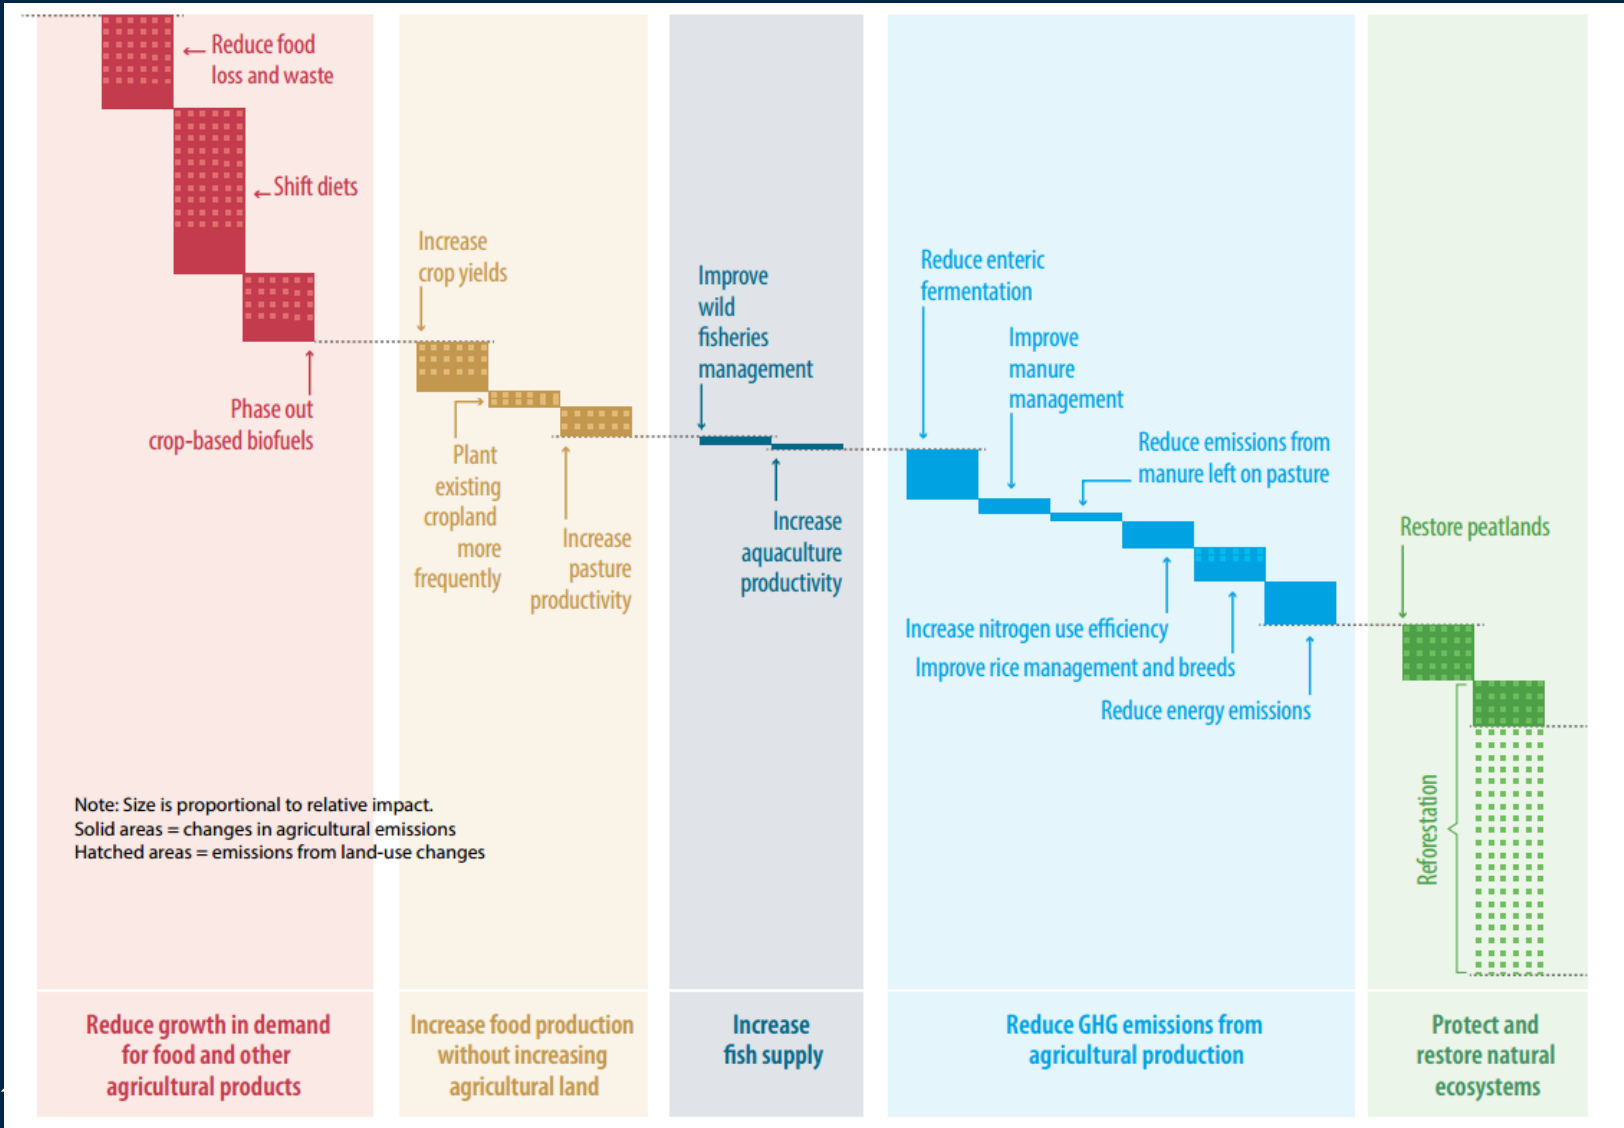 Reduce food
loss and waste
Shift diets
Phase out
crop-based biofuels
Increase
crop yields
Plant
existing
cropland
more
frequently
Increase
pasture
productivity
Improve
wild
fisheries
management
Increase
aquaculture
productivity
Reduce enteric
fermentation
Improve
manure
management
Reduce emissions from
manure left on pasture
Increase nitrogen use efficiency
Improve rice management and breeds
Reduce energy emissions
Restore peatlands
Reforestation
Note: Size is proportional to relative impact.
Solid areas = changes in agricultural emissions
Hatched areas = emissions from land-use changes
Reduce growth in demand
for food and other
agricultural products
Increase food production
without increasing
agricultural land
Increase
fish supply
Reduce GHG emissions from
agricultural production
Protect and
restore natural
ecosystems